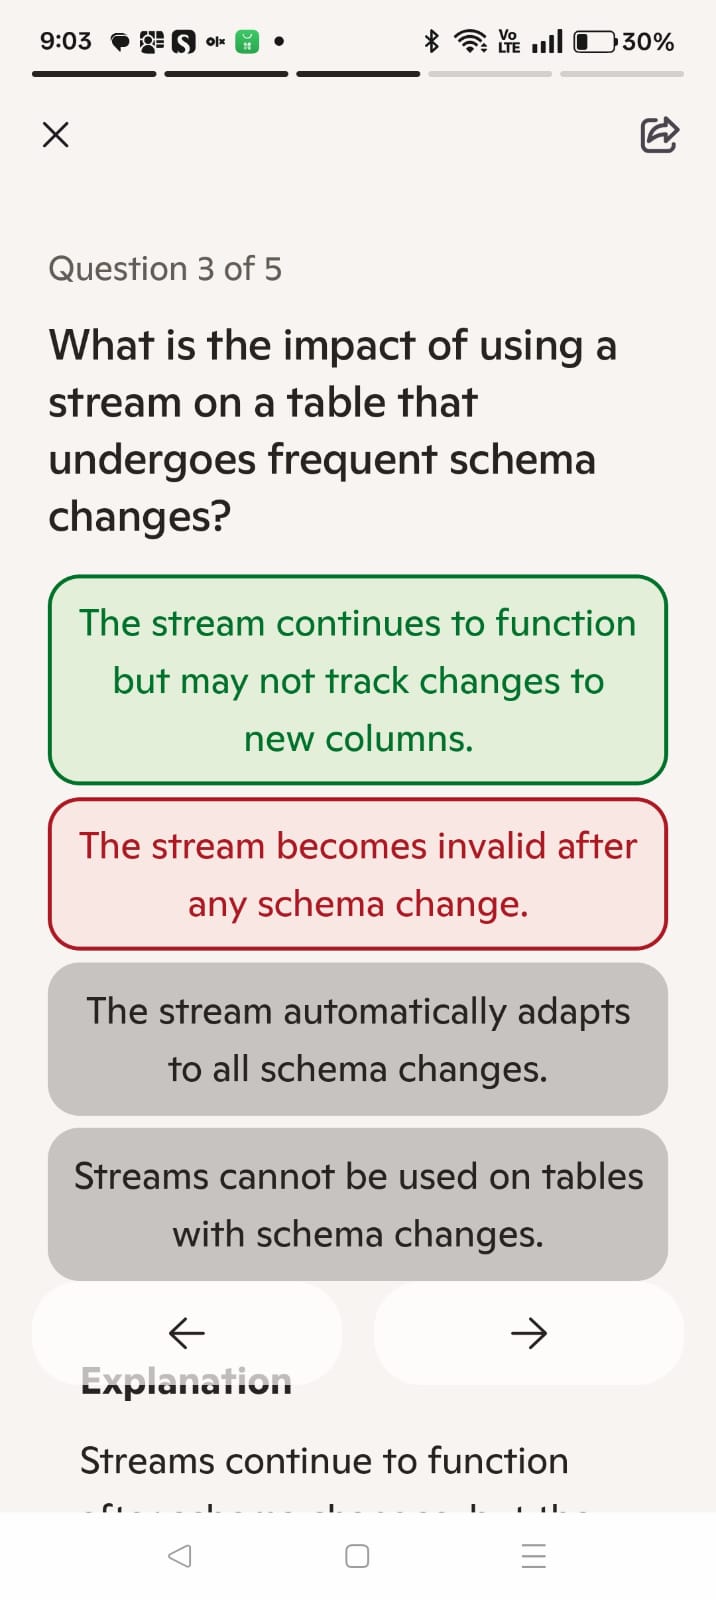 9:03
Vo
LTE
30%
Question 3 of 5
What is the impact of using a
stream on a table that
undergoes frequent schema
changes?
The stream continues to function
but may not track changes to
new columns.
The stream becomes invalid after
any schema change.
The stream automatically adapts
to all schema changes.
Streams cannot be used on tables
with schema changes.
Explanation
Streams continue to function